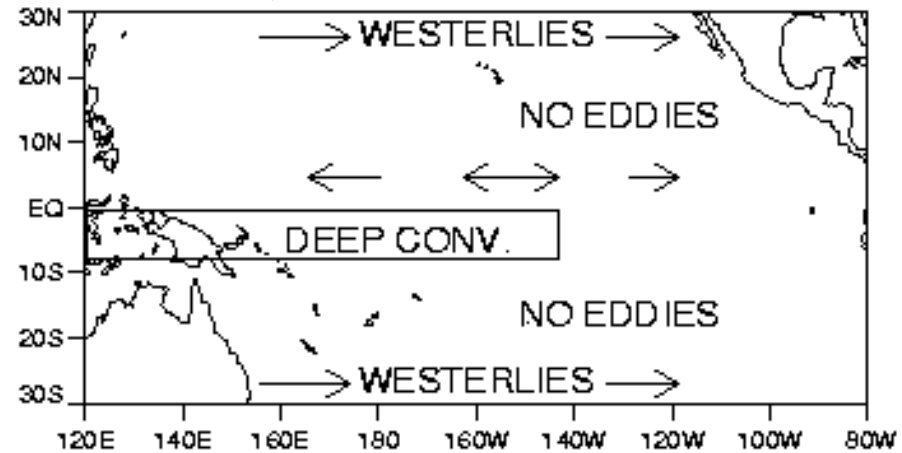 30N
WESTERLIES
20N
NO EDDIES
10N
EQ
DEEP CONV.
10S
NO EDDIES
20S
WESTERLIES
30S
120E 140E 160E 180 160W 140W 120W 100W 80W